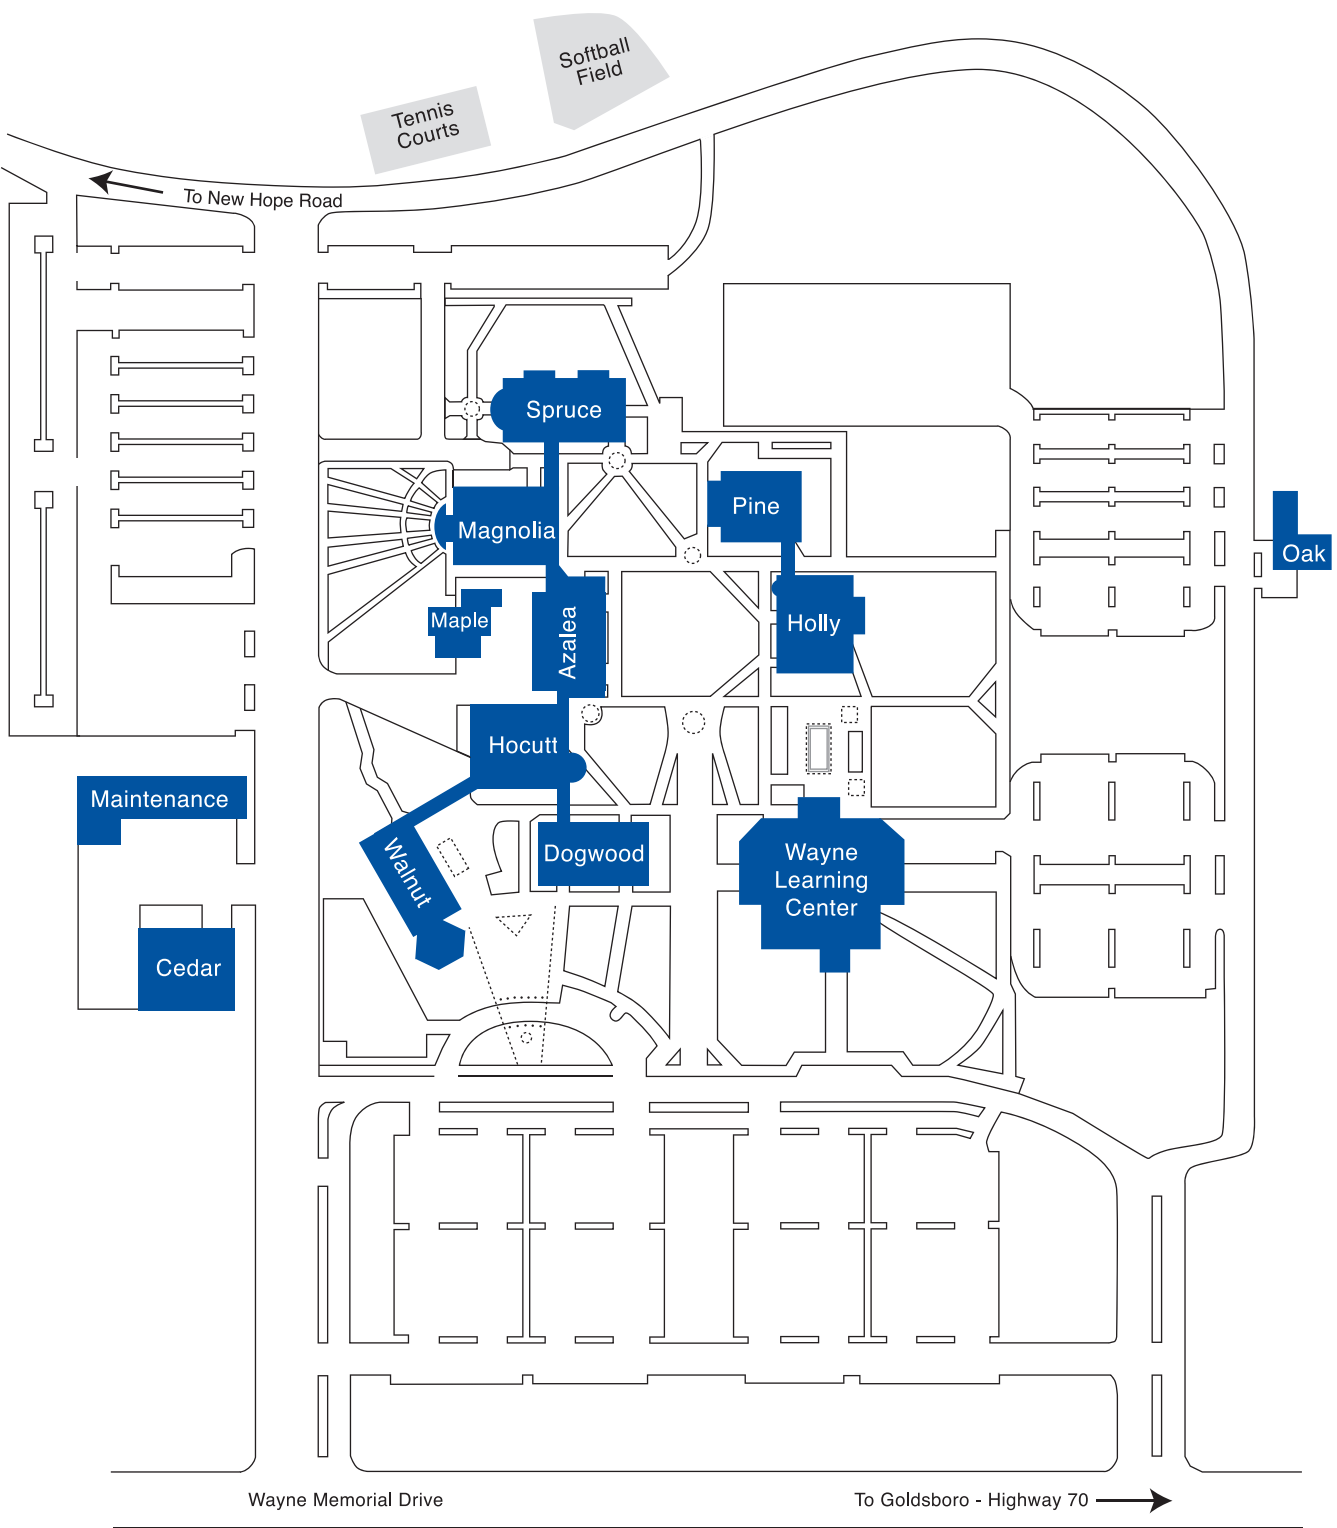 Softball
Field
Tennis
Courts
To New Hope Road
Spruce
Pine
Magnolia
Oak
Maple
Azalea
Holly
Hocutt
Maintenance
Walnut
Dogwood
Wayne
Learning
Center
Cedar
Wayne Memorial Drive
To Goldsboro - Highway 70